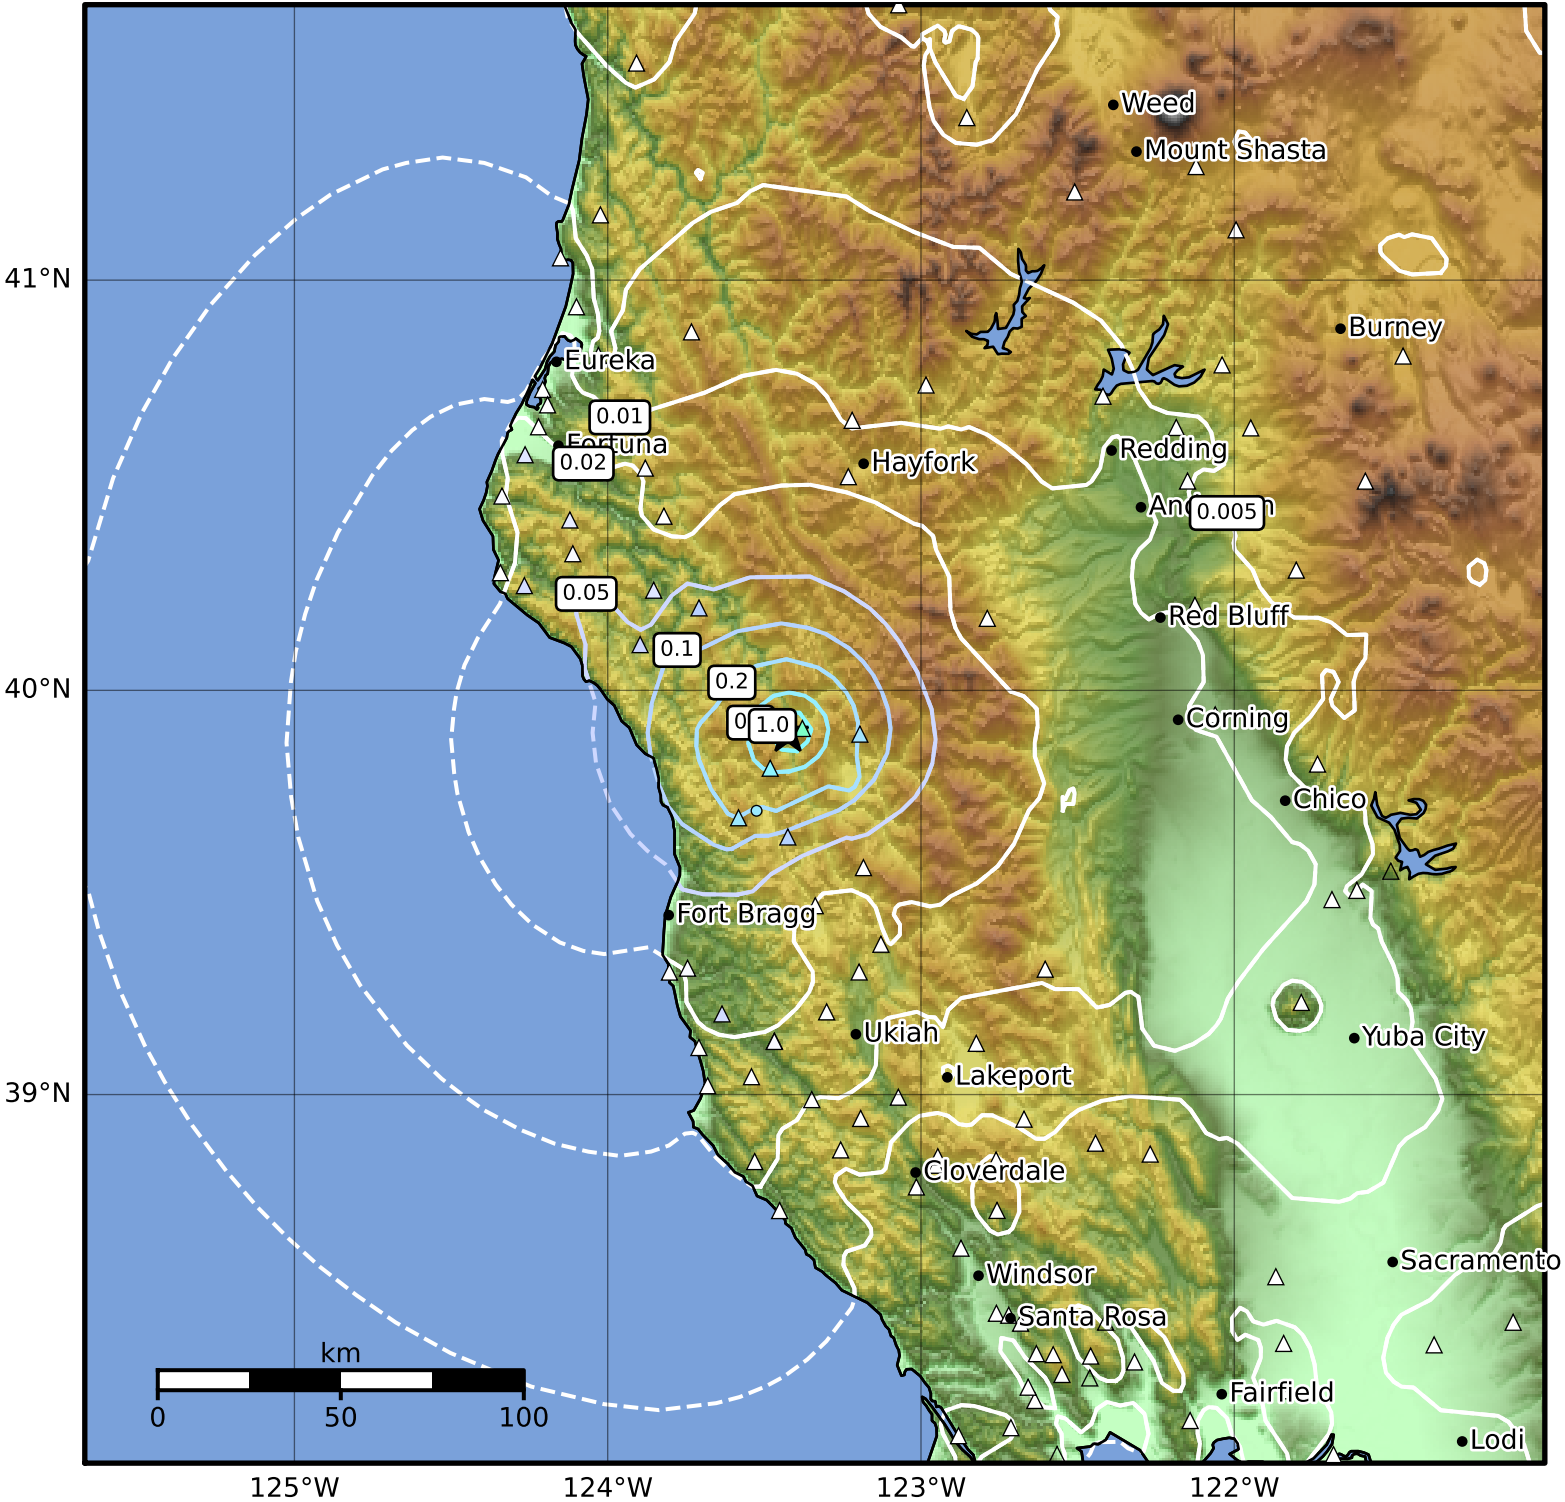 Weed
Mount Shasta
41°N
Burney
Eureka
0.01
Fortuna
0.02
Hayfork
Redding
0.005
0.05
Red Bluff
0.1
40°N
0.2
1.0
Corning
Chico
Fort Bragg
Ukiah
Yuba City
Lakeport
39°N
Cloverdale
Sacramento
Windsor
Santa Rosa
km
0 50 100
Fairfield
Lodi
125°W 124°W 123°W 122°W